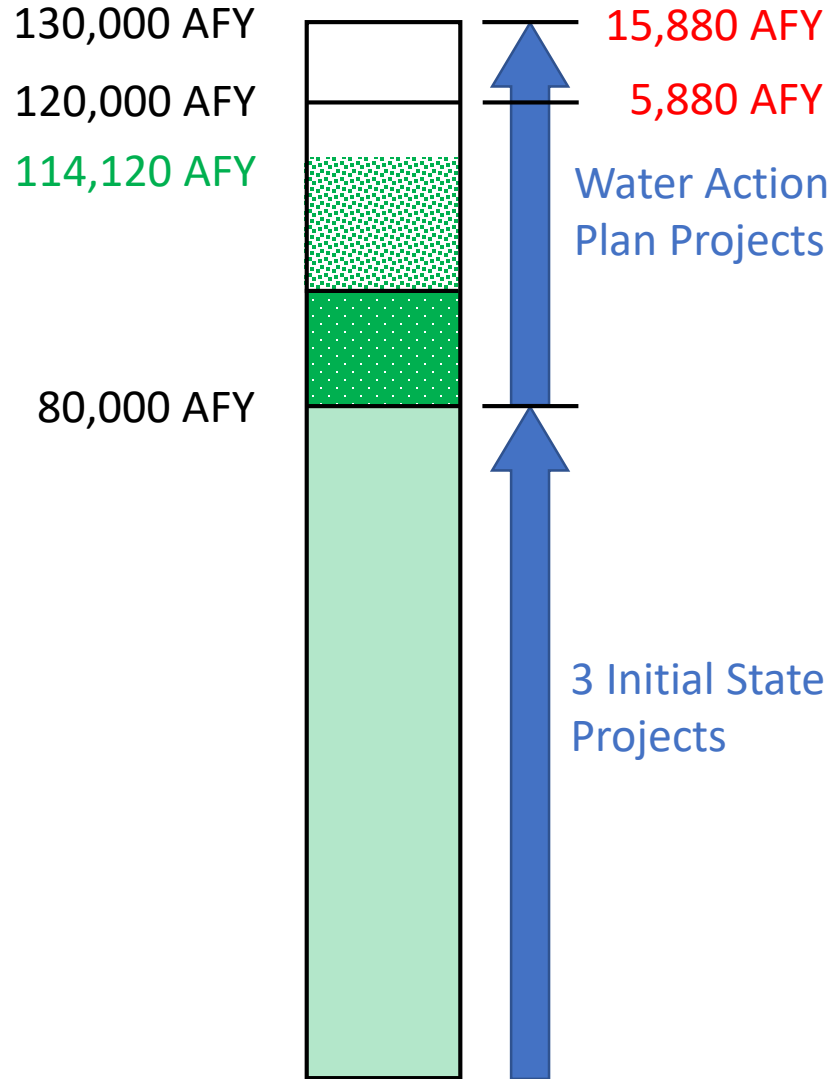 130,000 AFY
15,880 AFY
120,000 AFY
5,880 AFY
114,120 AFY
Water Action
Plan Projects
80,000 AFY
3 Initial State
Projects